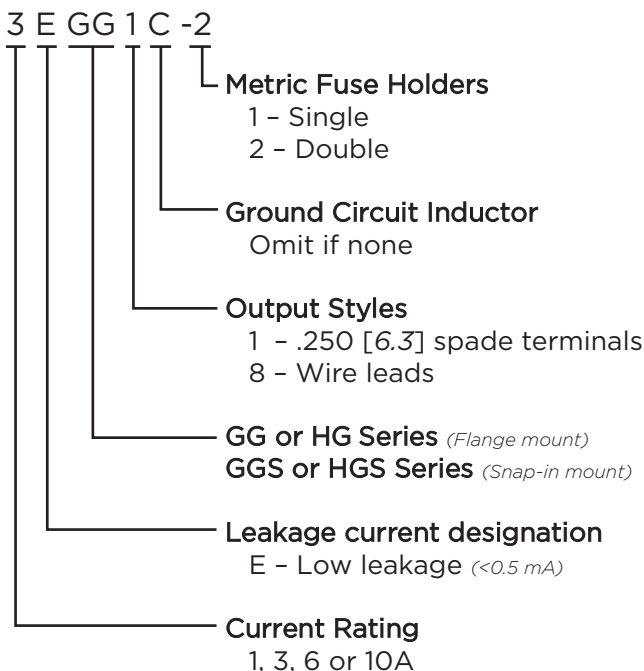 3 E GG 1 C -2
Metric Fuse Holders
1 – Single
2 – Double
Ground Circuit Inductor
Omit if none
Output Styles
1 – .250 [6.3] spade terminals
8 – Wire leads
GG or HG Series (Flange mount)
GGS or HGS Series (Snap-in mount)
Leakage current designation
E – Low leakage (<0.5 mA)
Current Rating
1, 3, 6 or 10A